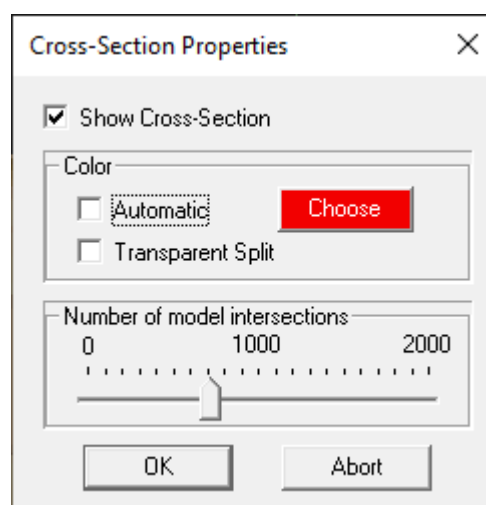 Cross-Section Properties
Show Cross-Section
Color
Automatic
Choose
Transparent Split
Number of model intersections
0 1000 2000
OK Abort